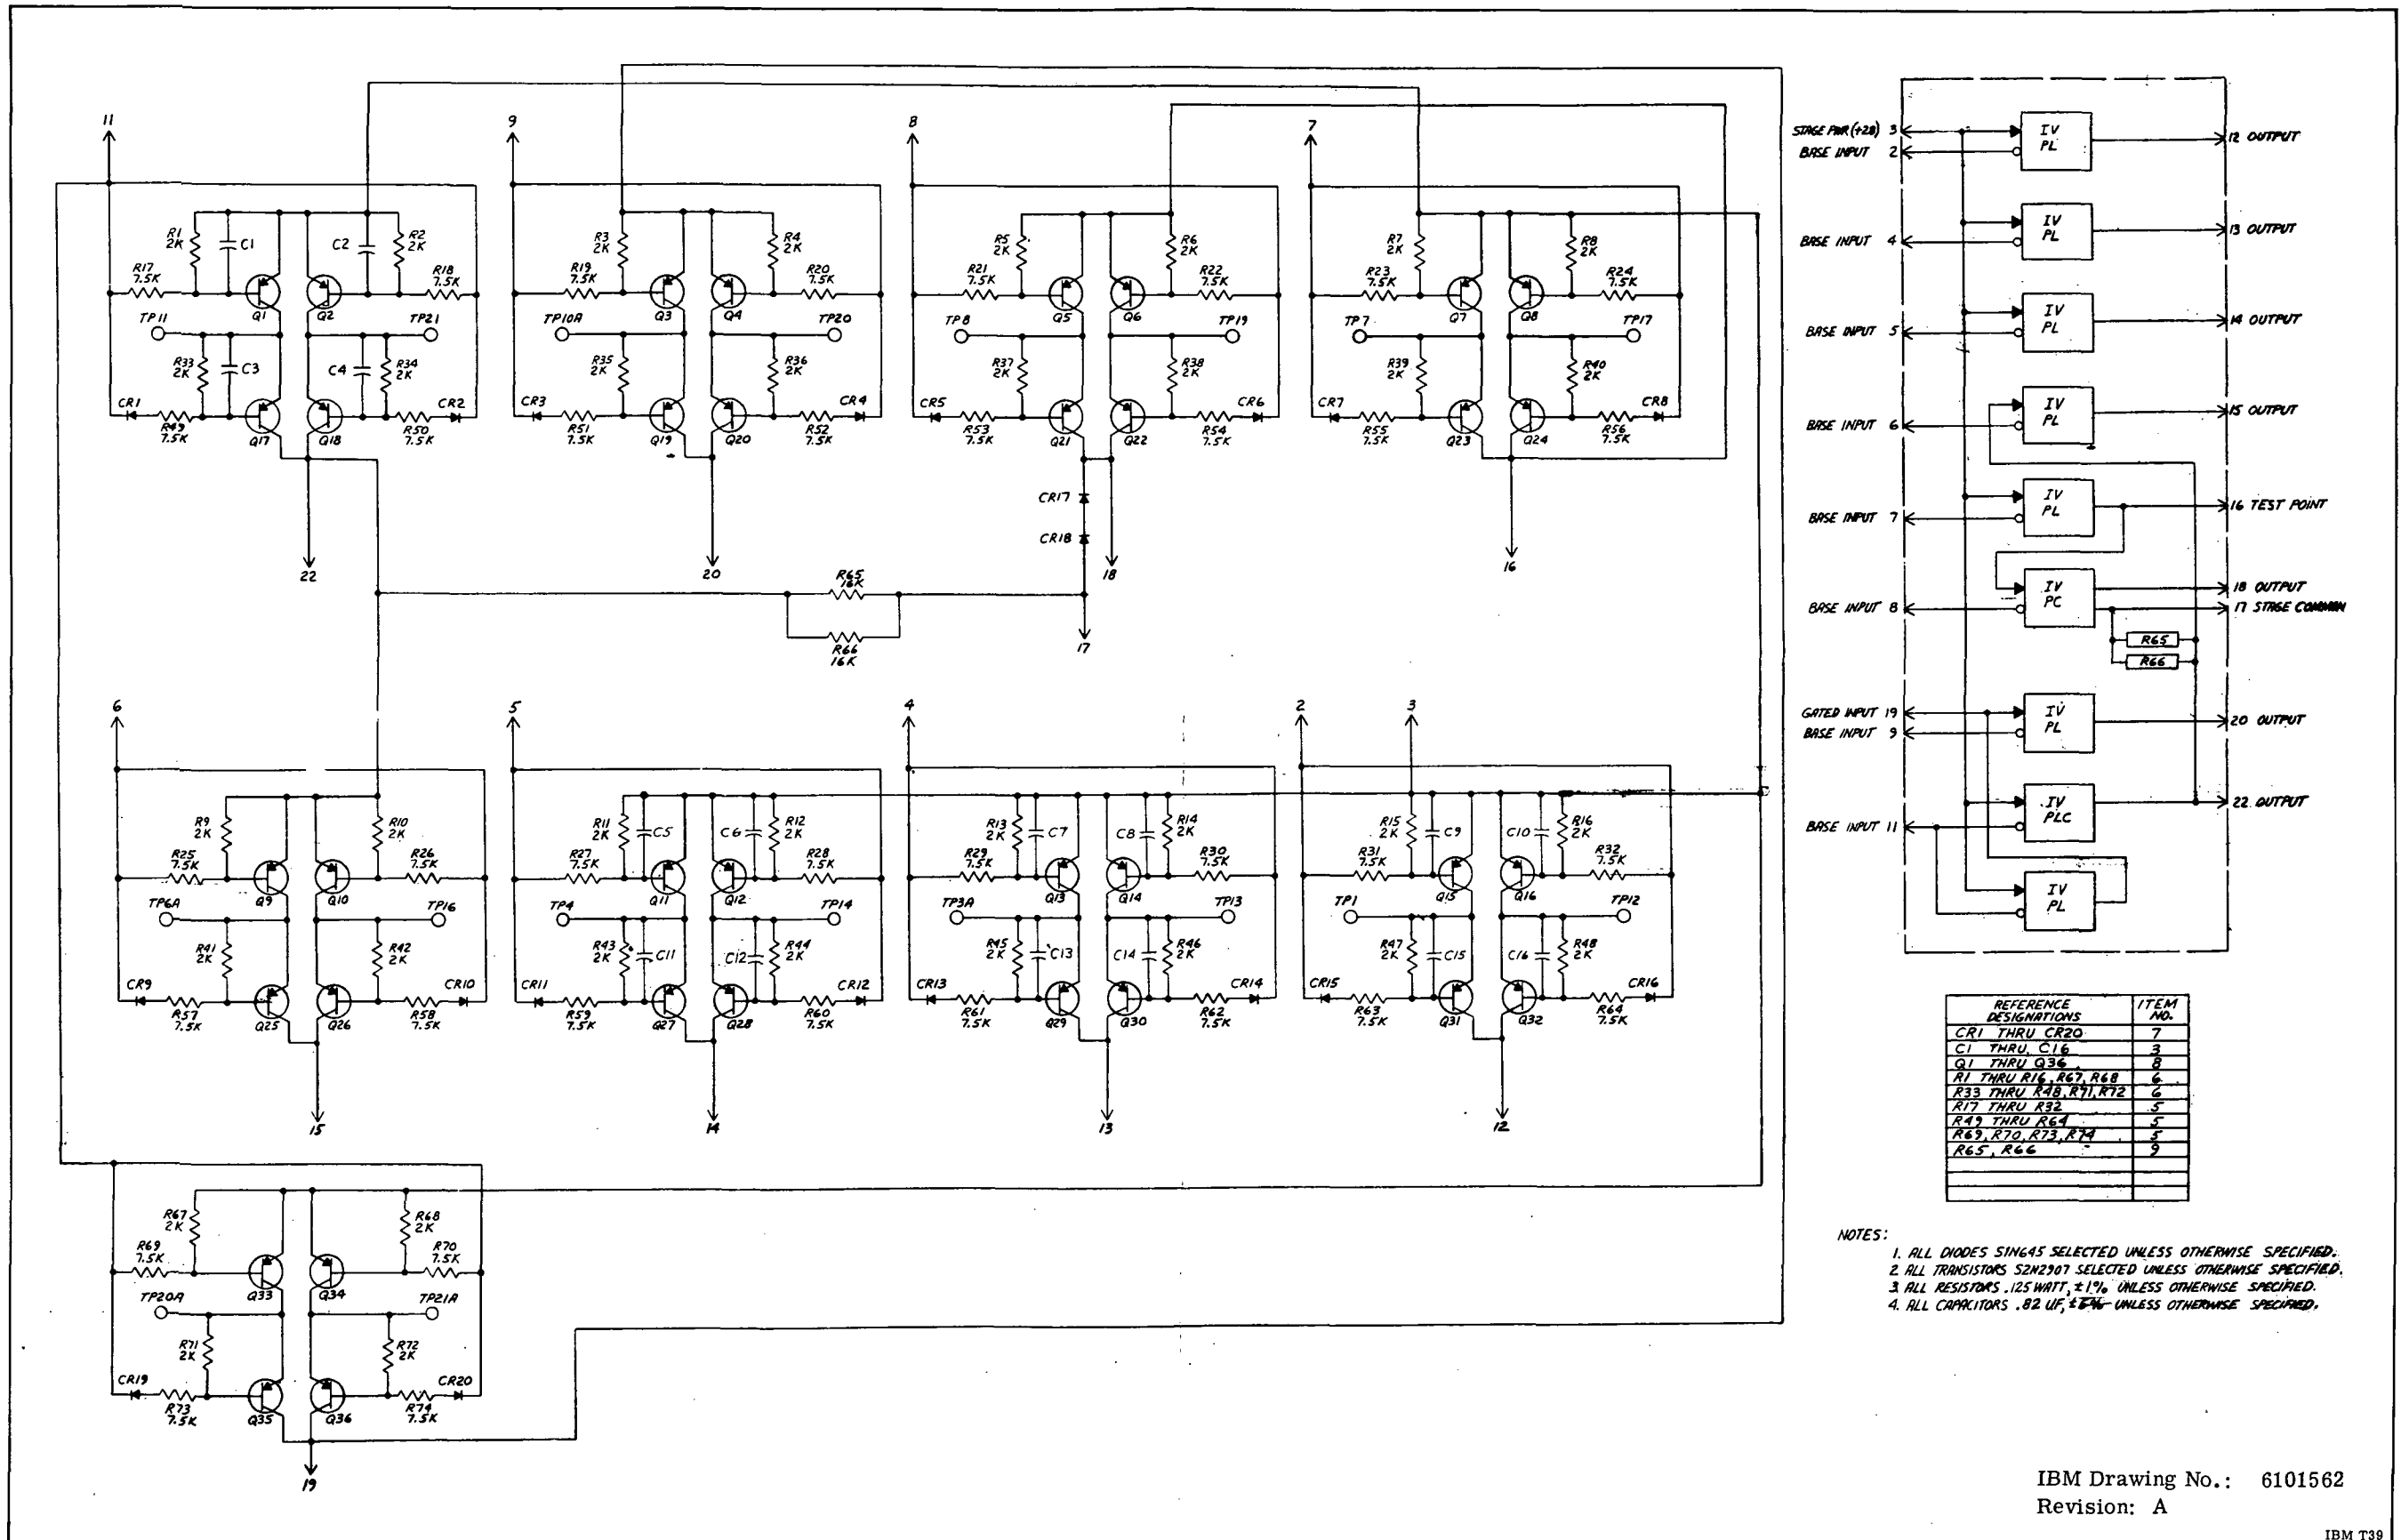 11
9
8
7
R1
2K
C1
C2
R2
2K
R17
7.5K
R18
7.5K
Q1
Q2
TP11
TP21
R33
2K
C3
C4
R34
2K
CR1
R49
7.5K
Q17
Q18
R50
7.5K
CR2
22
R3
2K
R4
2K
R19
7.5K
R20
7.5K
Q3
Q4
TP10A
TP20
R35
2K
R36
2K
CR3
R51
7.5K
Q19
Q20
R52
7.5K
CR4
20
R5
2K
R6
2K
R21
7.5K
R22
7.5K
Q5
Q6
TP8
TP19
R37
2K
R38
2K
CR5
R53
7.5K
Q21
Q22
R54
7.5K
CR6
CR17
CR18
18
17
R7
2K
R8
2K
R23
7.5K
R24
7.5K
Q7
Q8
TP7
TP17
R39
2K
R40
2K
CR7
R55
7.5K
Q23
Q24
R56
7.5K
CR8
16
R65
16K
R66
16K
6
5
4
2
3
R9
2K
R10
2K
R25
7.5K
R26
7.5K
Q9
Q10
TP6A
TP16
R41
2K
R42
2K
CR9
R57
7.5K
Q25
Q26
R58
7.5K
CR10
15
R11
2K
C5
C6
R12
2K
R27
7.5K
R28
7.5K
Q11
Q12
TP4
TP14
R43
2K
C11
C12
R44
2K
CR11
R59
7.5K
Q27
Q28
R60
7.5K
CR12
14
R13
2K
C7
C8
R14
2K
R29
7.5K
R30
7.5K
Q13
Q14
TP3A
TP13
R45
2K
C13
C14
R46
2K
CR13
R61
7.5K
Q29
Q30
R62
7.5K
CR14
13
R15
2K
C9
C10
R16
2K
R31
7.5K
R32
7.5K
Q15
Q16
TP1
TP12
R47
2K
C15
C16
R48
2K
CR15
R63
7.5K
Q31
Q32
R64
7.5K
CR16
12
R67
2K
R68
2K
R69
7.5K
R70
7.5K
Q33
Q34
TP20A
TP21A
R71
2K
R72
2K
CR19
R73
7.5K
Q35
Q36
R74
7.5K
CR20
19
STAGE PWR (+28) 3
BASE INPUT 2
IV
PL
12 OUTPUT
BASE INPUT 4
IV
PL
13 OUTPUT
BASE INPUT 5
IV
PL
14 OUTPUT
BASE INPUT 6
IV
PL
15 OUTPUT
BASE INPUT 7
IV
PL
16 TEST POINT
BASE INPUT 8
IV
PC
18 OUTPUT
17 STAGE COMMON
R65
R66
GATED INPUT 19
BASE INPUT 9
IV
PL
20 OUTPUT
BASE INPUT 11
IV
PLC
22 OUTPUT
IV
PL
REFERENCE DESIGNATIONS ITEM NO.
CR1 THRU CR20 7
C1 THRU C16 3
Q1 THRU Q36 8
R1 THRU R16, R67, R68 6
R33 THRU R48, R71, R72 6
R17 THRU R32 5
R49 THRU R64 5
R69, R70, R73, R74 5
R65, R66 9
NOTES:
1. ALL DIODES S1N645 SELECTED UNLESS OTHERWISE SPECIFIED.
2 ALL TRANSISTORS S2N2907 SELECTED UNLESS OTHERWISE SPECIFIED.
3. ALL RESISTORS .125 WATT, ±1% UNLESS OTHERWISE SPECIFIED.
4. ALL CAPACITORS .82 UF, UNLESS OTHERWISE SPECIFIED.
IBM Drawing No.: 6101562
Revision: A
IBM T39